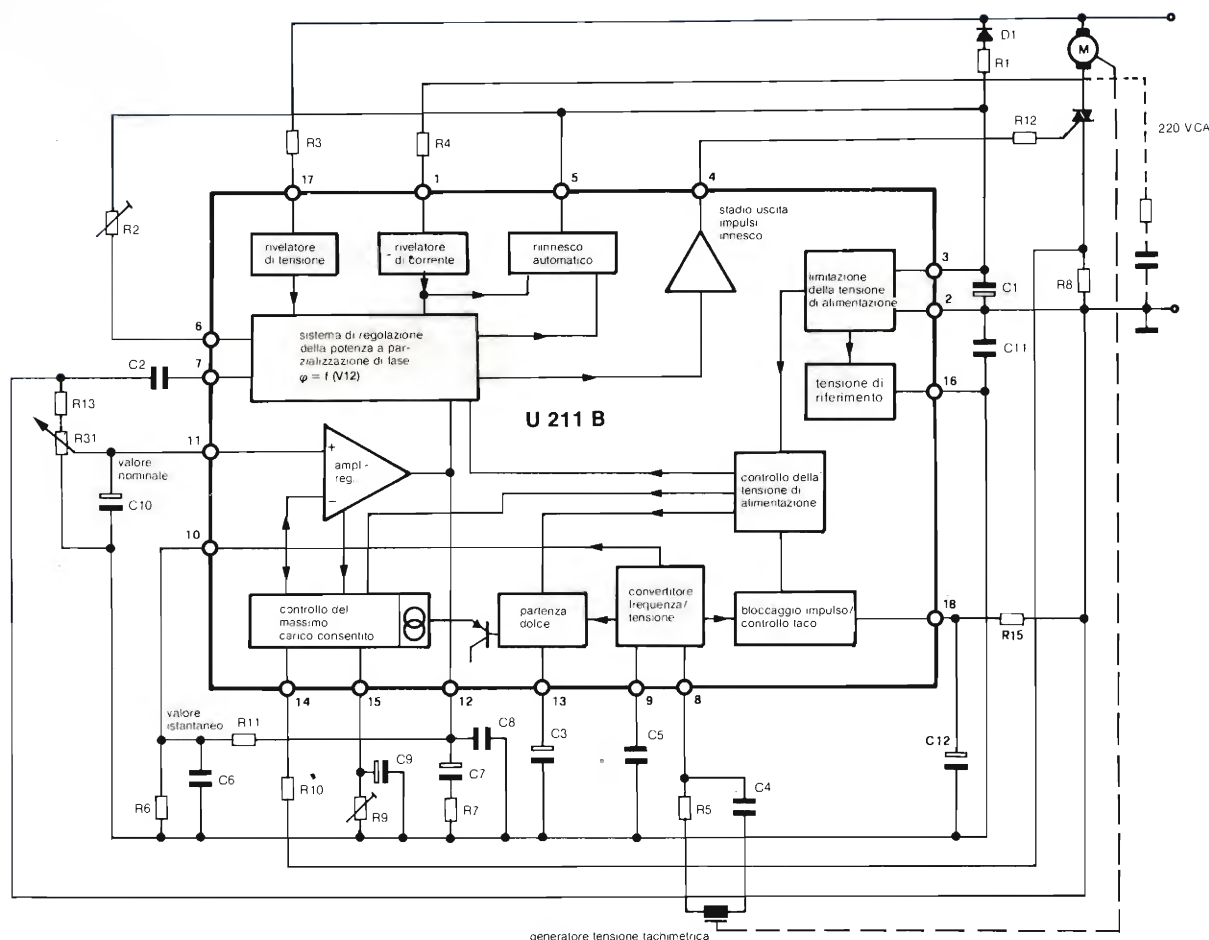 D1
M
R1
R12
220 VCA
R3
R4
17
1
5
4
R2
rivelatore
di tensione
rivelatore
di corrente
riinnesco
automatico
stadio uscita
impulsi
innesco
limitazione
della tensione
di alimentazione
3
C1
R8
2
6
sistema di regolazione
della potenza a par-
zializzazione di fase
φ = f (V12)
C2
7
C11
tensione di
riferimento
16
R13
U 211 B
R31
11
valore
nominale
+
ampl-
reg.
−
C10
controllo della
tensione di
alimentazione
10
controllo del
massimo
carico consentito
partenza
dolce
convertitore
frequenza/
tensione
bloccaggio impulso/
controllo taco
18
R15
14
15
12
13
9
8
valore
istantaneo
R11
C8
C9
C3
C5
C12
C6
C7
C4
R6
R10
R9
R7
R5
generatore tensione tachimetrica